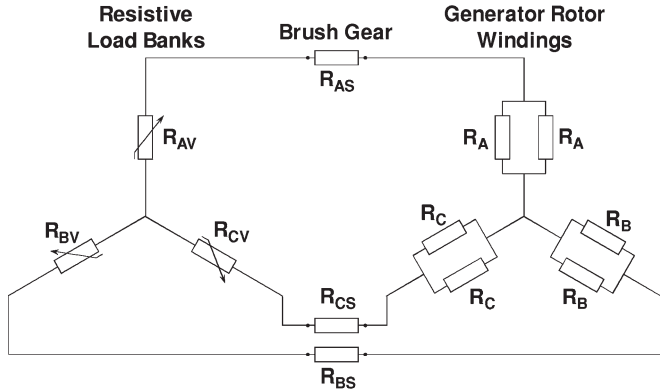 Resistive
Load Banks
Brush Gear
Generator Rotor
Windings
R_AS
R_AV
R_A
R_A
R_BV
R_CV
R_C
R_B
R_C
R_B
R_CS
R_BS